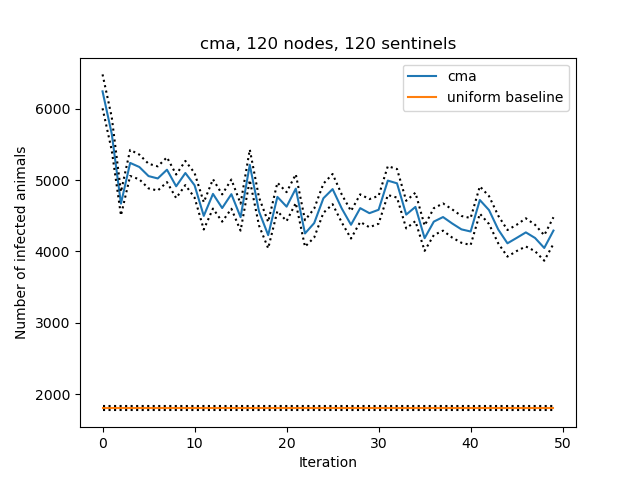 cma, 120 nodes, 120 sentinels
cma
uniform baseline
Number of infected animals
6000
5000
4000
3000
2000
0 10 20 30 40 50
Iteration